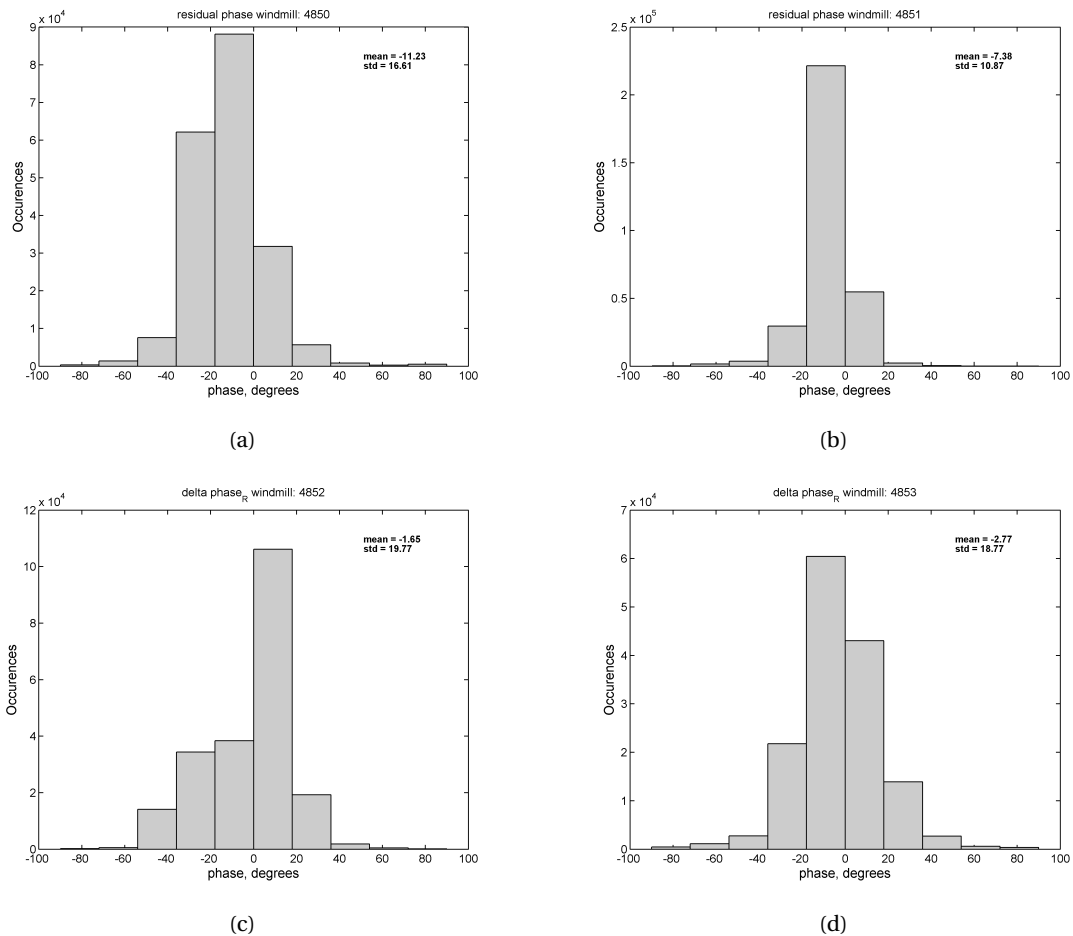 residual phase windmill: 4850
x 10^4
mean = -11.23
std = 16.61
9
8
7
6
5
4
3
2
1
0
Occurences
-100 -80 -60 -40 -20 0 20 40 60 80 100
phase, degrees
(a)
residual phase windmill: 4851
x 10^5
mean = -7.38
std = 10.87
2.5
2
1.5
1
0.5
0
Occurences
-100 -80 -60 -40 -20 0 20 40 60 80 100
phase, degrees
(b)
delta phase_R windmill: 4852
x 10^4
mean = -1.65
std = 19.77
12
10
8
6
4
2
0
Occurences
-100 -80 -60 -40 -20 0 20 40 60 80 100
phase, degrees
(c)
delta phase_R windmill: 4853
x 10^4
mean = -2.77
std = 18.77
7
6
5
4
3
2
1
0
Occurences
-100 -80 -60 -40 -20 0 20 40 60 80 100
phase, degrees
(d)